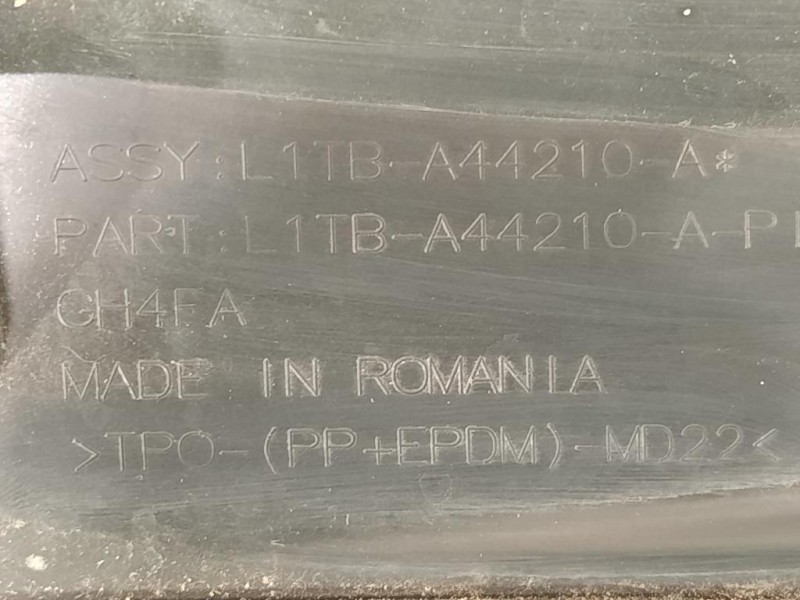 ASSY:L1TB-A44210-A*
PART:L1TB-A44210-A-P
GH4FA
MADE IN ROMANIA
>TPO-(PP+EPDM)-MD22<